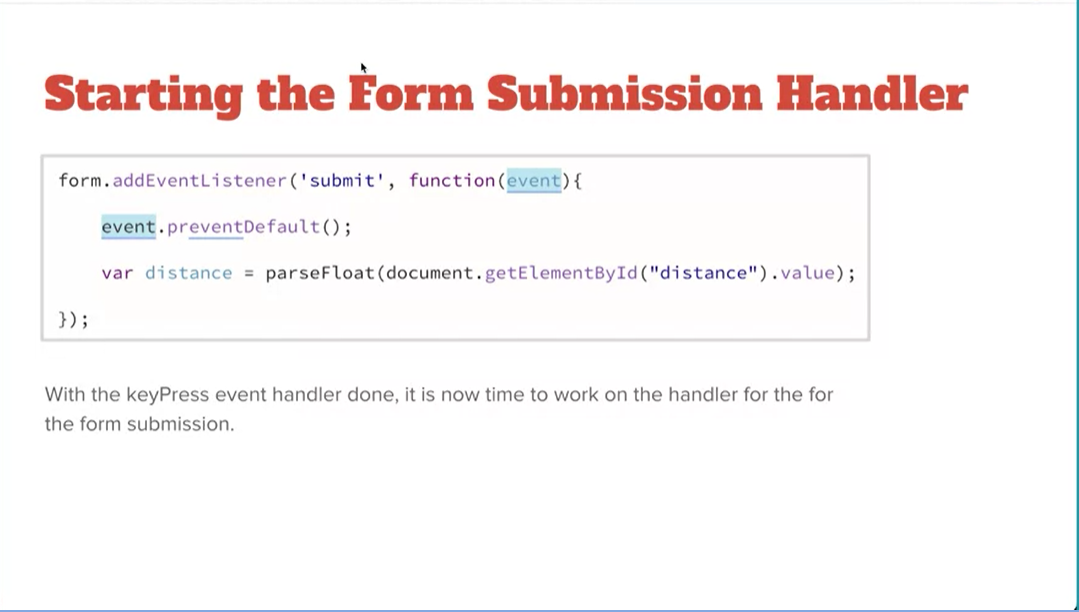 Starting the Form Submission Handler
form.addEventListener('submit', function(event){
event.preventDefault();
var distance = parseFloat(document.getElementById("distance").value);
});
With the keyPress event handler done, it is now time to work on the handler for the for
the form submission.